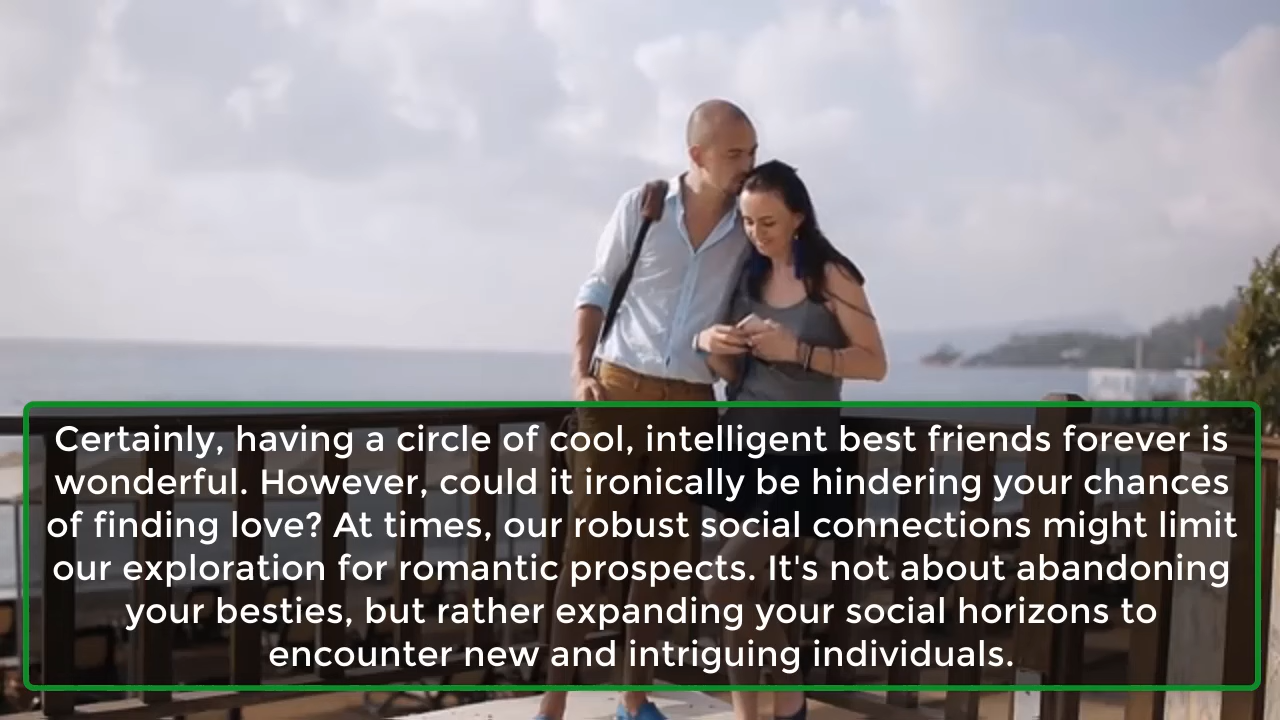 Certainly, having a circle of cool, intelligent best friends forever is
wonderful. However, could it ironically be hindering your chances
of finding love? At times, our robust social connections might limit
our exploration for romantic prospects. It's not about abandoning
your besties, but rather expanding your social horizons to
encounter new and intriguing individuals.